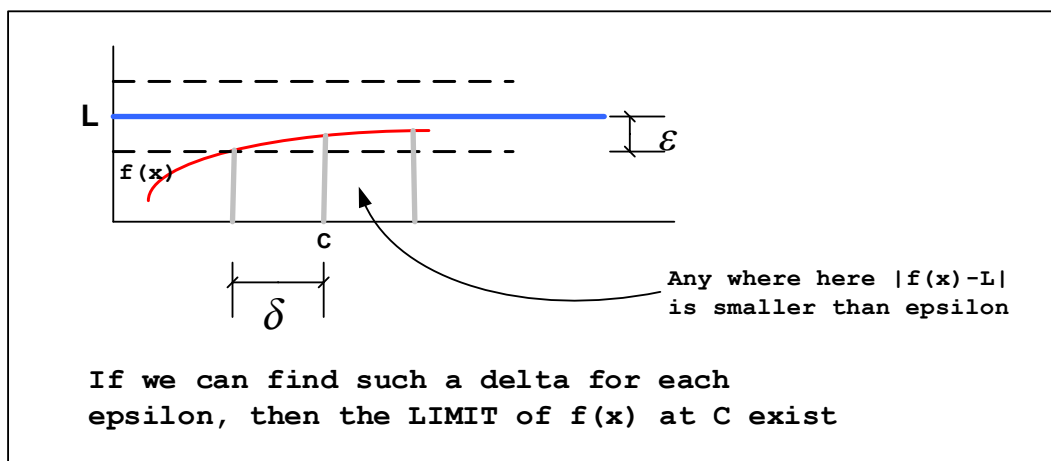 L
ε
f(x)
C
δ
Any where here |f(x)-L|
is smaller than epsilon
If we can find such a delta for each
epsilon, then the LIMIT of f(x) at C exist